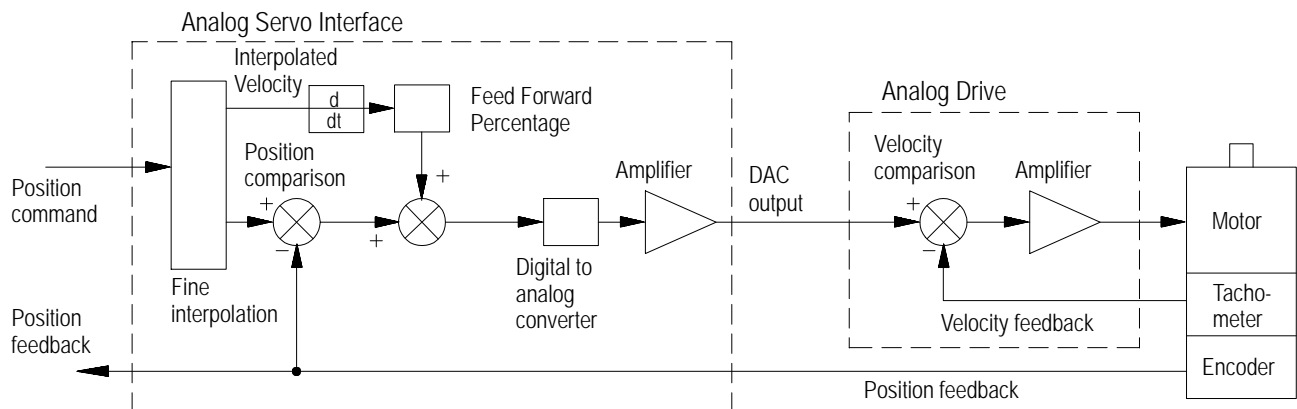 Analog Servo Interface
Interpolated
Velocity
d
dt
Feed Forward
Percentage
Analog Drive
Position
comparison
+
Amplifier
DAC
output
Velocity
comparison
Amplifier
Position
command
+
+
+
Motor
−
−
Fine
interpolation
Digital to
analog
converter
Position
feedback
Velocity feedback
Tacho-
meter
Position feedback
Encoder